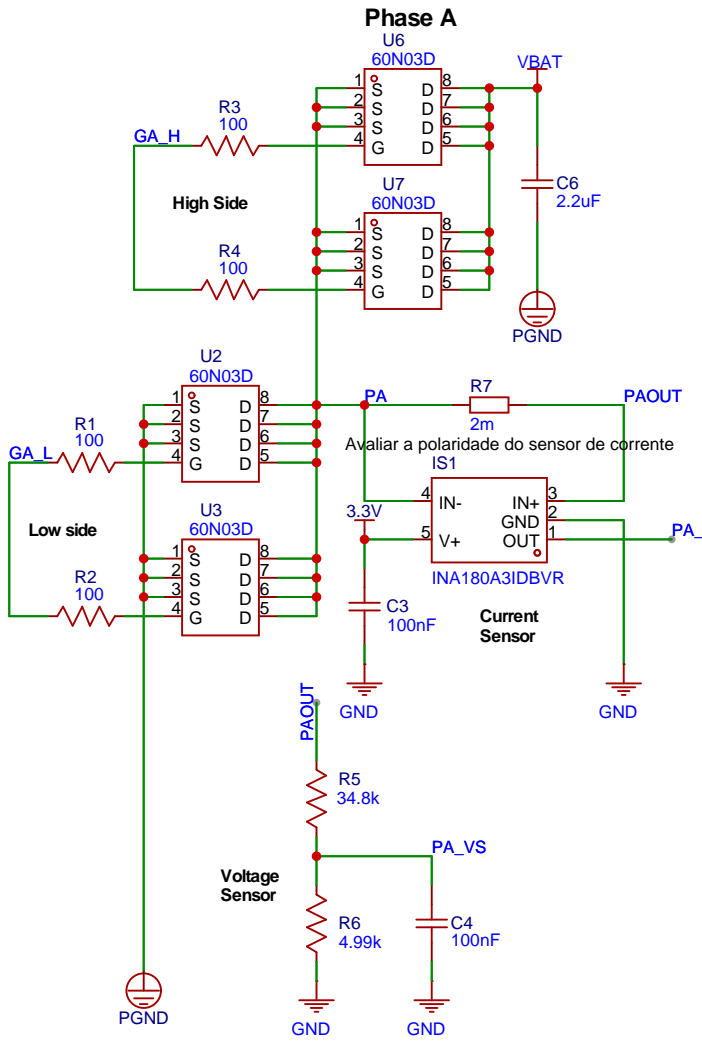 Phase A
U6
60N03D
VBAT
1 S D 8
2 S D 7
3 S D 6
4 G D 5
R3
100
GA_H
High Side
C6
2.2uF
U7
60N03D
1 S D 8
2 S D 7
3 S D 6
4 G D 5
R4
100
PGND
U2
60N03D
1 S D 8
2 S D 7
3 S D 6
4 G D 5
R1
100
GA_L
PA
R7
2m
PAOUT
Avaliar a polaridade do sensor de corrente
IS1
4 IN- IN+ 3
GND 2
5 V+ OUT 1
INA180A3IDBVR
3.3V
PA_
Low side
U3
60N03D
1 S D 8
2 S D 7
3 S D 6
4 G D 5
R2
100
C3
100nF
Current
Sensor
GND
GND
PAOUT
R5
34.8k
PA_VS
Voltage
Sensor
R6
4.99k
C4
100nF
PGND
GND
GND